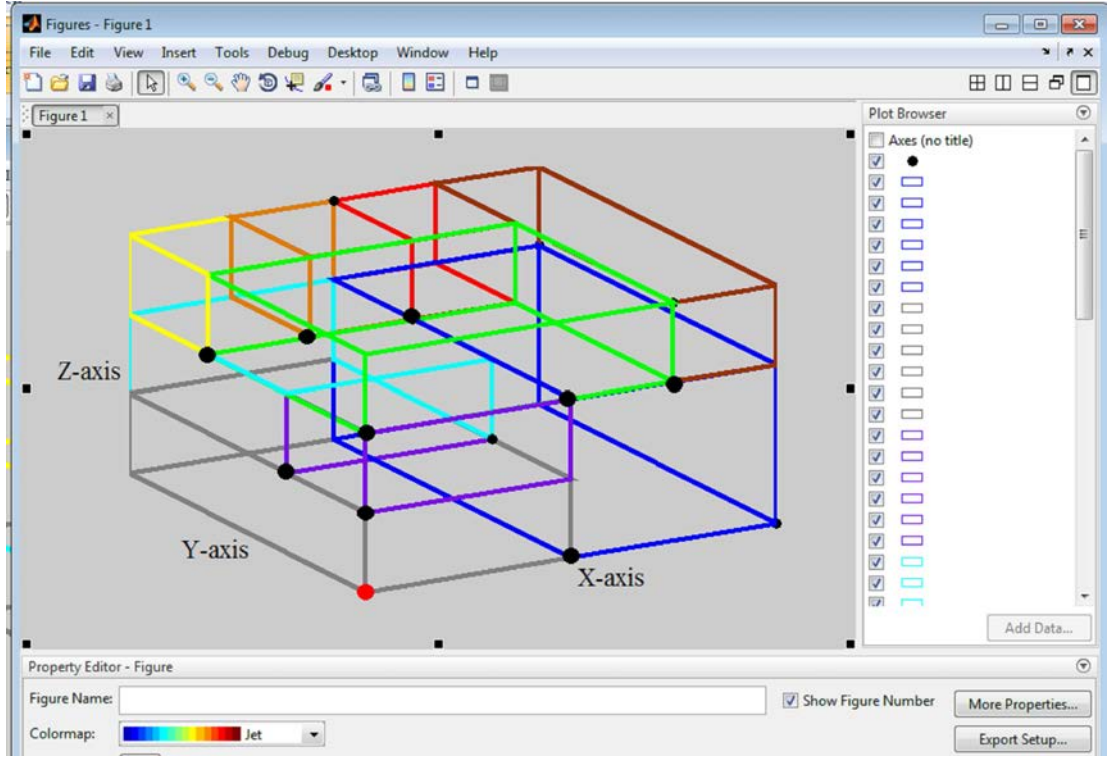 Figures - Figure 1
File Edit View Insert Tools Debug Desktop Window Help
Figure 1
Plot Browser
Axes (no title)
Z-axis
Y-axis
X-axis
Add Data...
Property Editor - Figure
Figure Name:
Show Figure Number
More Properties...
Colormap:
Jet
Export Setup...